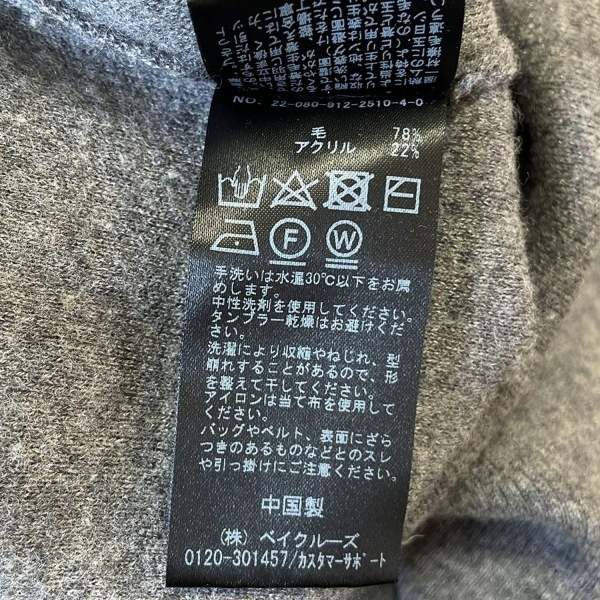 NO. 22-080-912-2510-4-0
毛 78%
アクリル 22%
F W
手洗いは水温30℃以下をお薦
めします。
中性洗剤を使用してください。
タンブラー乾燥はお避けくだ
さい。
洗濯により収縮やねじれ、型
崩れすることがあるので、形
を整えて干してください。
アイロンは当て布を使用して
ください。
バッグやベルト、表面にざら
つきのあるものなどとのスレ
や引っ掛けにご注意ください。
中国製
(株) ベイクルーズ
0120-301457/カスタマーサポート